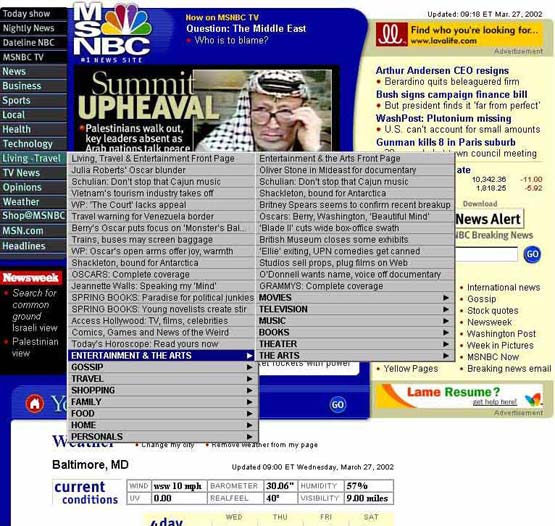 Today show
Nightly News
Dateline NBC
MSNBC TV
News
Business
Sports
Local
Health
Technology
Living -Travel
TV News
Opinions
Weather
Shop@MSNBC
MSN.com
Headlines
Newsweek
Search for
common
ground
Israeli
view
Palestinian
view
MSNBC
#1 NEWS SITE
Now on MSNBC TV
Question: The Middle East
Who is to blame?
Updated: 09:18 ET Mar. 27, 2002
Find who you're looking for...
www.lavalife.com
Advertisement
Summit
UPHEAVAL
Palestinians walk out,
key leaders absent as
Arab nations talk peace
Arthur Andersen CEO resigns
Berardino quits beleaguered firm
Bush signs campaign finance bill
But president finds it 'far from perfect'
WashPost: Plutonium missing
U.S. can't account for small amounts
Gunman kills 8 in Paris suburb
town council meeting
Living, Travel & Entertainment Front Page
Julia Roberts' Oscar blunder
Schulian: Don't stop that Cajun music
Vietnam's tourism industry takes off
WP: 'The Court' lacks appeal
Travel warning for Venezuela border
Berry's Oscar puts focus on 'Monster's Bal...
Trains, buses may screen baggage
WP: Oscar's open arms offer joy, warmth
Shackleton, bound for Antarctica
OSCARS: Complete coverage
Jeannette Walls: Speaking 'my Mind'
SPRING BOOKS: Paradise for political junkies
SPRING BOOKS: Young novelists create stir
Access Hollywood: TV, films, celebrities
Comics, Games and News of the Weird
Today's Horoscope: Read yours now
ENTERTAINMENT & THE ARTS
GOSSIP
TRAVEL
SHOPPING
FAMILY
FOOD
HOME
PERSONALS
Entertainment & the Arts Front Page
Oliver Stone in Mideast for documentary
Schulian: Don't stop that Cajun music
Shackleton, bound for Antarctica
Britney Spears seems to confirm recent breakup
Oscars: Berry, Washington, 'Beautiful Mind'
'Blade II' cuts wide box-office swath
British Museum closes some exhibits
'Ellie' exiting, UPN comedies get canned
Studios sell props, plug films on Web
O'Donnell wants name, voice off documentary
GRAMMYS: Complete coverage
MOVIES
TELEVISION
MUSIC
BOOKS
THEATER
THE ARTS
10,342.36 -11.00
1,818.25 -5.92
Download
News Alert
NBC Breaking News
GO
International news
Gossip
Stock quotes
Newsweek
Washington Post
Week in Pictures
MSNBC Now
Breaking news email
Yellow Pages
rockets with power
GO
Lame Resume?
get help here!
Advertisement
Weather
Change my city
Remove weather from my page
Baltimore, MD
Updated 09:00 ET Wednesday, March 27, 2002
current
conditions
WIND wsw 10 mph BAROMETER 30.06" HUMIDITY 57%
UV 0.00 REALFEEL 40° VISIBILITY 9.00 miles
4 day
WED THU FRI SAT